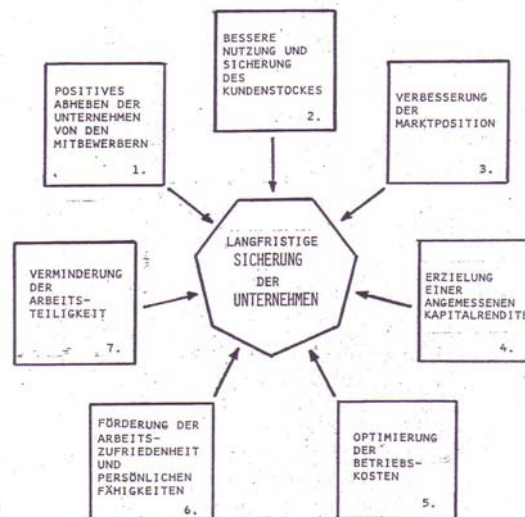 POSITIVES
ABHEBEN DER
UNTERNEHMEN
VON DEN
MITBEWERBERN
1.
BESSERE
NUTZUNG UND
SICHERUNG
DES
KUNDENSTOCKES
2.
VERBESSERUNG
DER
MARKTPOSITION
3.
ERZIELUNG
EINER
ANGEMESSENEN
KAPITALRENDITE
4.
OPTIMIERUNG
DER
BETRIEBS-
KOSTEN
5.
FÖRDERUNG DER
ARBEITS-
ZUFRIEDENHEIT
UND
PERSÖNLICHEN
FÄHIGKEITEN
6.
VERMINDERUNG
DER
ARBEITS-
TEILIGKEIT
7.
LANGFRISTIGE
SICHERUNG
DER
UNTERNEHMEN